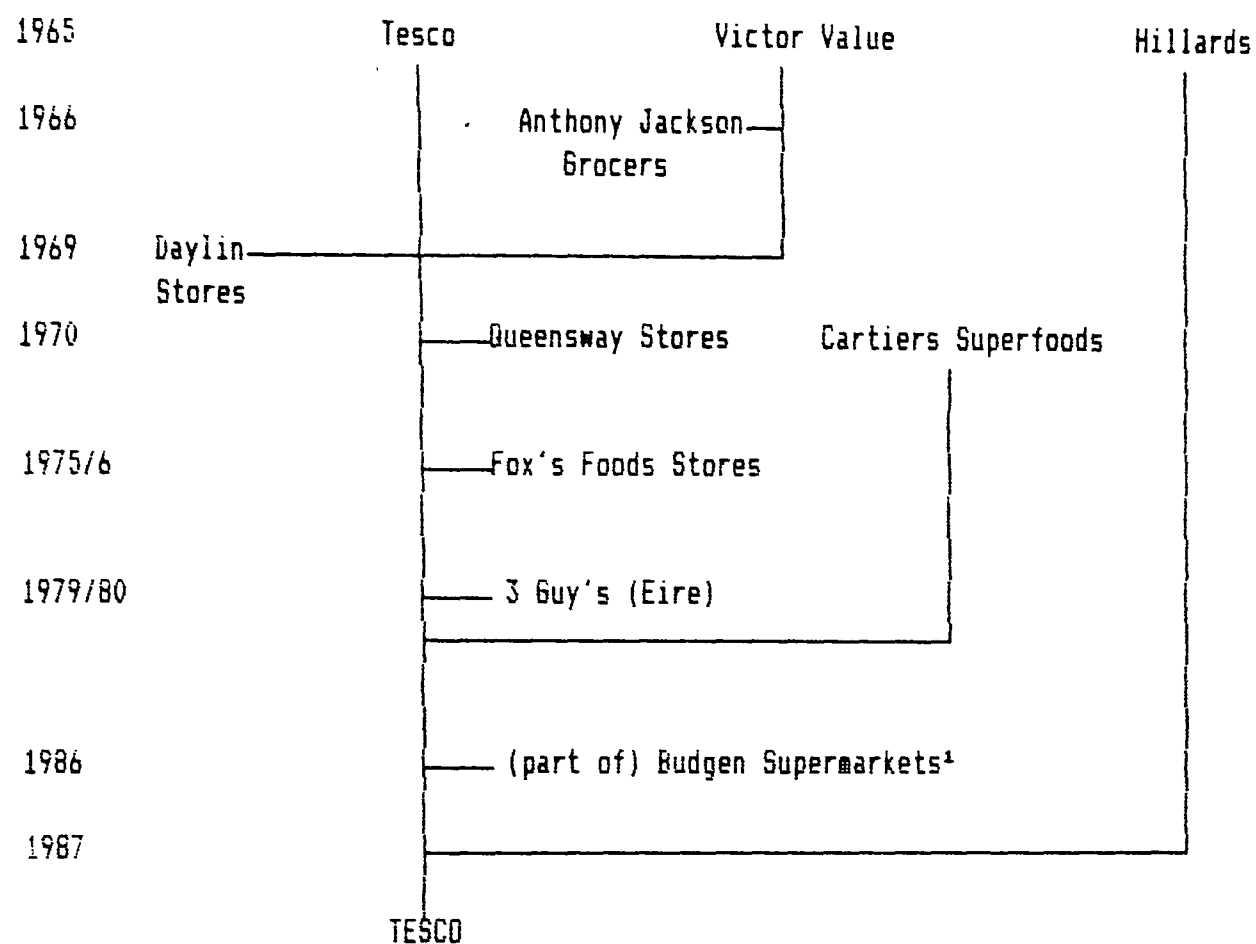 1965 Tesco Victor Value Hillards
1966 Anthony Jackson
Grocers
1969 Daylin
Stores
1970 Queensway Stores Cartiers Superfoods
1975/6 Fox's Foods Stores
1979/80 3 Guy's (Eire)
1986 (part of) Budgen Supermarkets¹
1987
TESCO